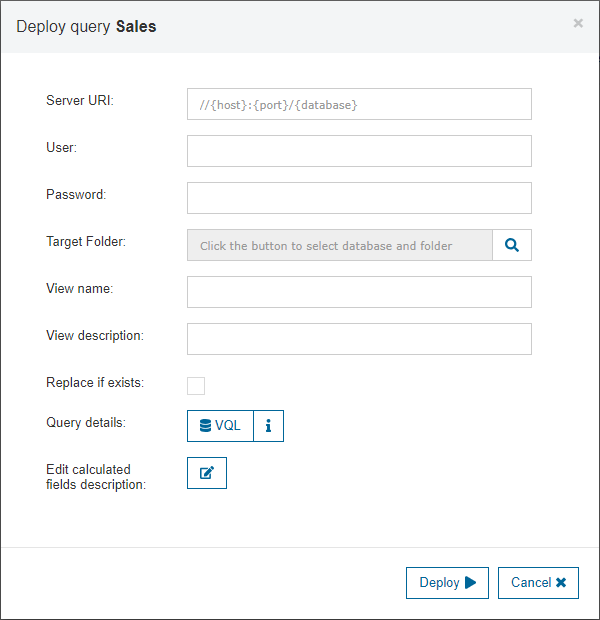 Deploy query Sales
Server URI:
//{host}:{port}/{database}
User:
Password:
Target Folder:
Click the button to select database and folder
View name:
View description:
Replace if exists:
Query details:
VQL
Edit calculated
fields description:
Deploy
Cancel